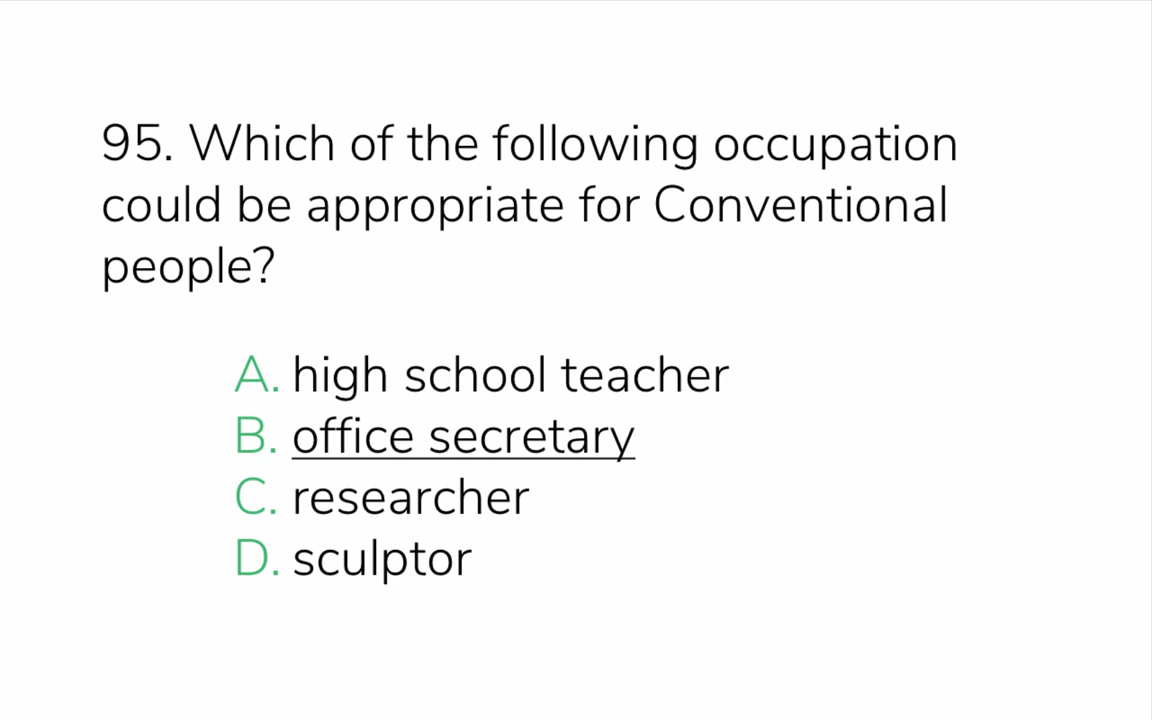 95. Which of the following occupation
could be appropriate for Conventional
people?
A. high school teacher
B. office secretary
C. researcher
D. sculptor